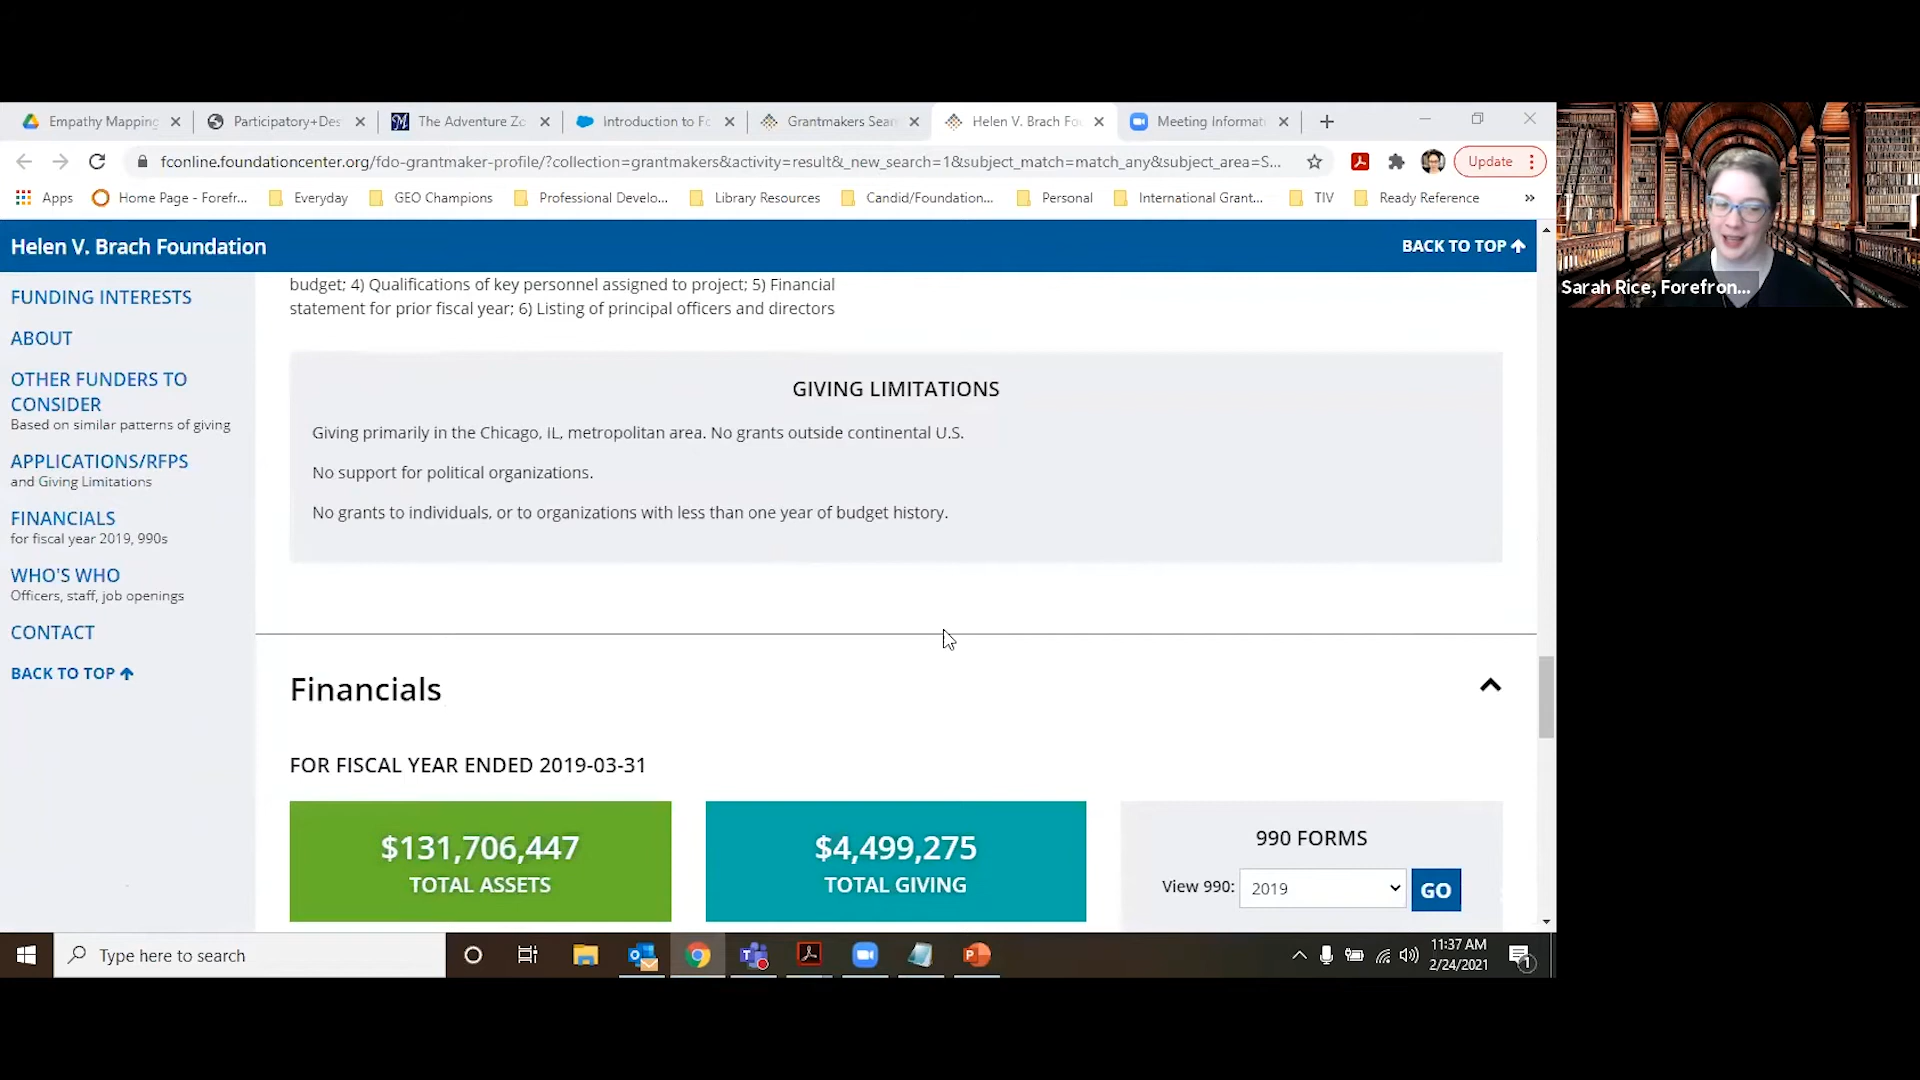 Empathy Mapping
Participatory+Des
The Adventure Zo
Introduction to Fo
Grantmakers Sear
Helen V. Brach Fou
Meeting Informati
fconline.foundationcenter.org/fdo-grantmaker-profile/?collection=grantmakers&activity=result&_new_search=1&subject_match=match_any&subject_area=S...
Update
Apps
Home Page - Forefr...
Everyday
GEO Champions
Professional Develo...
Library Resources
Candid/Foundation...
Personal
International Grant...
TIV
Ready Reference
»
Helen V. Brach Foundation
BACK TO TOP
FUNDING INTERESTS
ABOUT
OTHER FUNDERS TO
CONSIDER
Based on similar patterns of giving
APPLICATIONS/RFPS
and Giving Limitations
FINANCIALS
for fiscal year 2019, 990s
WHO'S WHO
Officers, staff, job openings
CONTACT
BACK TO TOP
budget; 4) Qualifications of key personnel assigned to project; 5) Financial
statement for prior fiscal year; 6) Listing of principal officers and directors
GIVING LIMITATIONS
Giving primarily in the Chicago, IL, metropolitan area. No grants outside continental U.S.
No support for political organizations.
No grants to individuals, or to organizations with less than one year of budget history.
Financials
FOR FISCAL YEAR ENDED 2019-03-31
$131,706,447
TOTAL ASSETS
$4,499,275
TOTAL GIVING
990 FORMS
View 990:
2019
GO
Sarah Rice, Forefron...
Type here to search
11:37 AM
2/24/2021
1